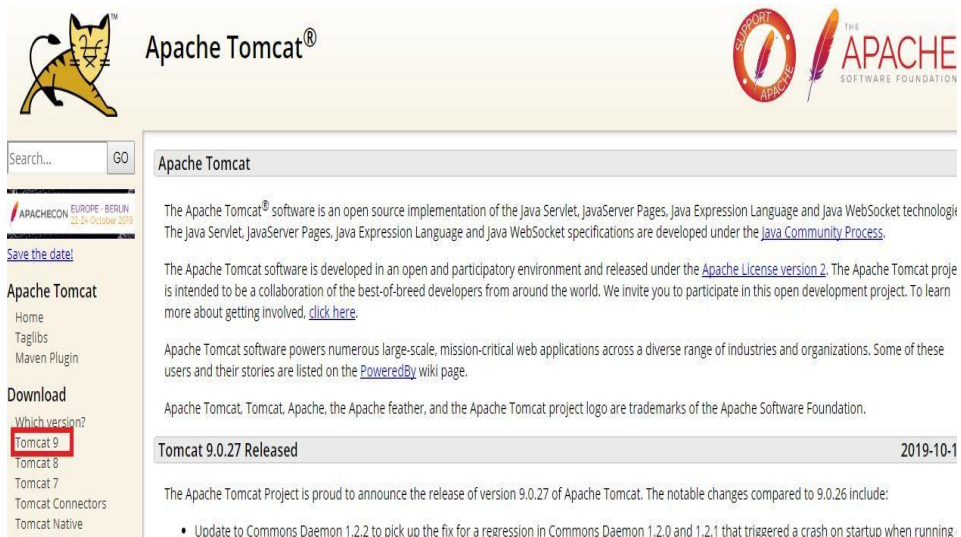 TM
Apache Tomcat®
SUPPORT
APACHE
THE
APACHE
SOFTWARE FOUNDATION
Search...
GO
APACHECON EUROPE - BERLIN
22-24 October 2019
Save the date!
Apache Tomcat
Home
Taglibs
Maven Plugin
Download
Which version?
Tomcat 9
Tomcat 8
Tomcat 7
Tomcat Connectors
Tomcat Native
Apache Tomcat
The Apache Tomcat® software is an open source implementation of the Java Servlet, JavaServer Pages, Java Expression Language and Java WebSocket technologie
The Java Servlet, JavaServer Pages, Java Expression Language and Java WebSocket specifications are developed under the Java Community Process.
The Apache Tomcat software is developed in an open and participatory environment and released under the Apache License version 2. The Apache Tomcat proje
is intended to be a collaboration of the best-of-breed developers from around the world. We invite you to participate in this open development project. To learn
more about getting involved, click here.
Apache Tomcat software powers numerous large-scale, mission-critical web applications across a diverse range of industries and organizations. Some of these
users and their stories are listed on the PoweredBy wiki page.
Apache Tomcat, Tomcat, Apache, the Apache feather, and the Apache Tomcat project logo are trademarks of the Apache Software Foundation.
Tomcat 9.0.27 Released 2019-10-1
The Apache Tomcat Project is proud to announce the release of version 9.0.27 of Apache Tomcat. The notable changes compared to 9.0.26 include:
• Update to Commons Daemon 1.2.2 to pick up the fix for a regression in Commons Daemon 1.2.0 and 1.2.1 that triggered a crash on startup when running